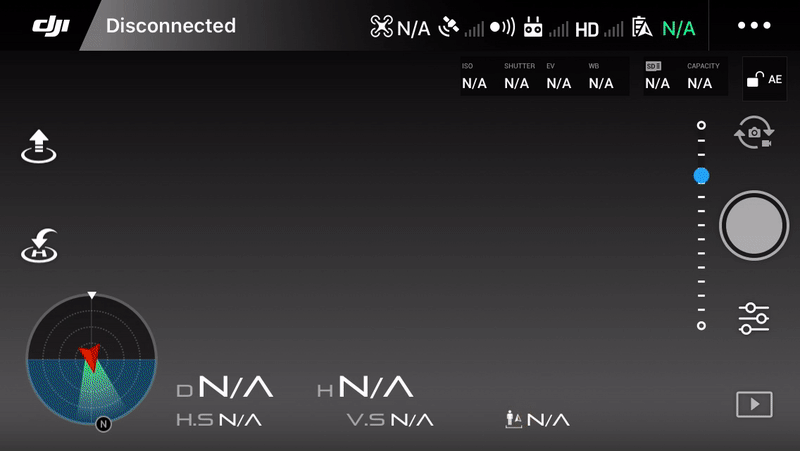 dji Disconnected N/A HD N/A
ISO SHUTTER EV WB CAPACITY
N/A N/A N/A N/A SD N/A N/A AE
H
N
D N/A H N/A
H.S N/A V.S N/A N/A